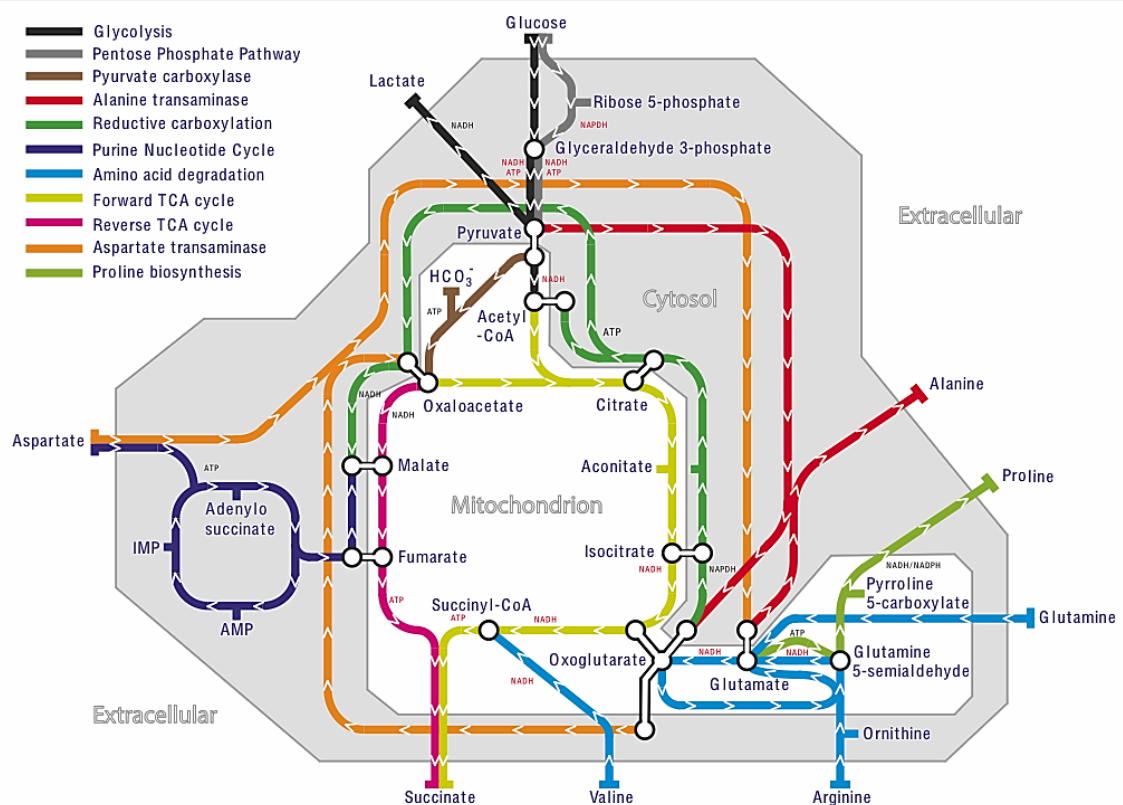 Glucose
Glycolysis
Pentose Phosphate Pathway
Pyurvate carboxylase
Alanine transaminase
Reductive carboxylation
Purine Nucleotide Cycle
Amino acid degradation
Forward TCA cycle
Reverse TCA cycle
Aspartate transaminase
Proline biosynthesis
Lactate
NADH
Ribose 5-phosphate
NAPDH
Glyceraldehyde 3-phosphate
NADH
ATP
NADH
ATP
Extracellular
Pyruvate
HCO3-
NADH
ATP
Cytosol
Acetyl
-CoA
ATP
Alanine
NADH
Oxaloacetate
Citrate
NADH
Aspartate
ATP
Malate
Aconitate
Proline
Adenylo
succinate
Mitochondrion
IMP
Fumarate
Isocitrate
NADH
NAPDH
NADH/NADPH
Pyrroline
5-carboxylate
ATP
AMP
Succinyl-CoA
ATP
NADH
Glutamine
ATP
Oxoglutarate
NADH
NADH
Glutamine
5-semialdehyde
NADH
Glutamate
Extracellular
Ornithine
Succinate
Valine
Arginine